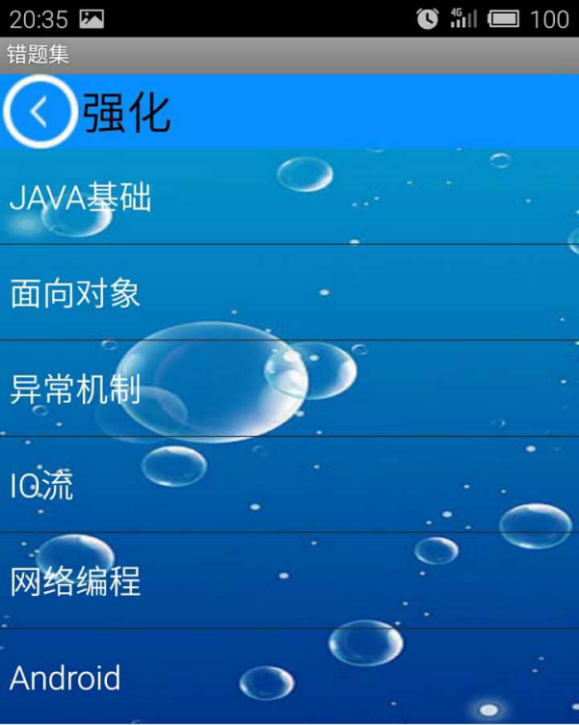 20:35 4G 100
错题集
强化
JAVA基础
面向对象
异常机制
IO流
网络编程
Android